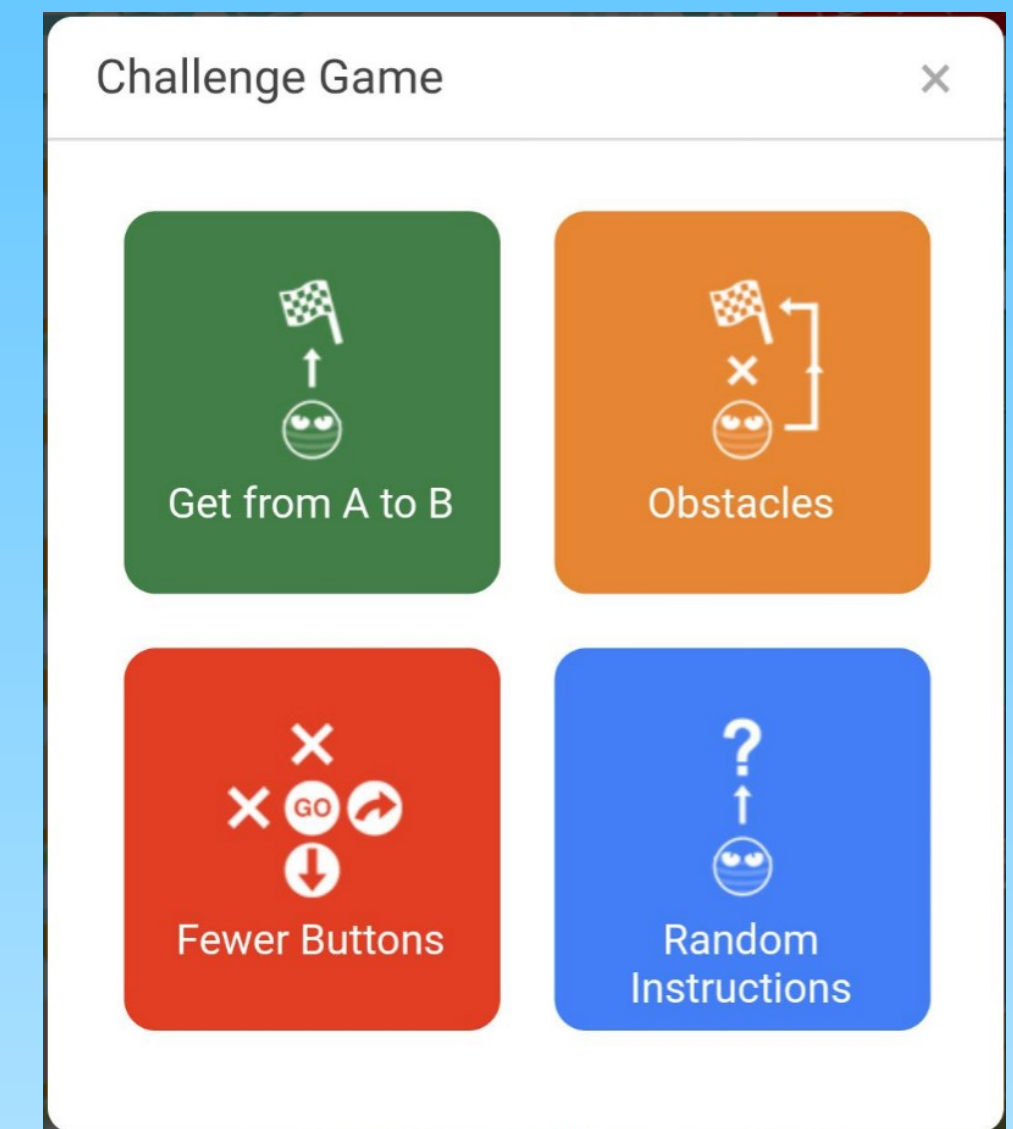 Challenge Game
Get from A to B
Obstacles
GO
Fewer Buttons
?
Random
Instructions